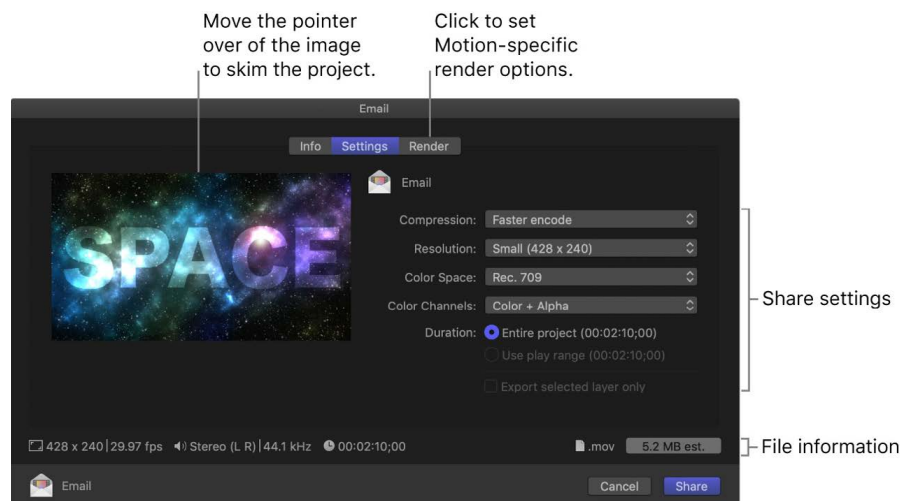 Move the pointer
over of the image
to skim the project.
Click to set
Motion-specific
render options.
Email
Info Settings Render
SPACE
Email
Compression: Faster encode
Resolution: Small (428 x 240)
Color Space: Rec. 709
Color Channels: Color + Alpha
Duration: Entire project (00:02:10;00)
Use play range (00:02:10;00)
Export selected layer only
Share settings
428 x 240|29.97 fps Stereo (L R)|44.1 kHz 00:02:10;00 .mov 5.2 MB est.
File information
Email Cancel Share